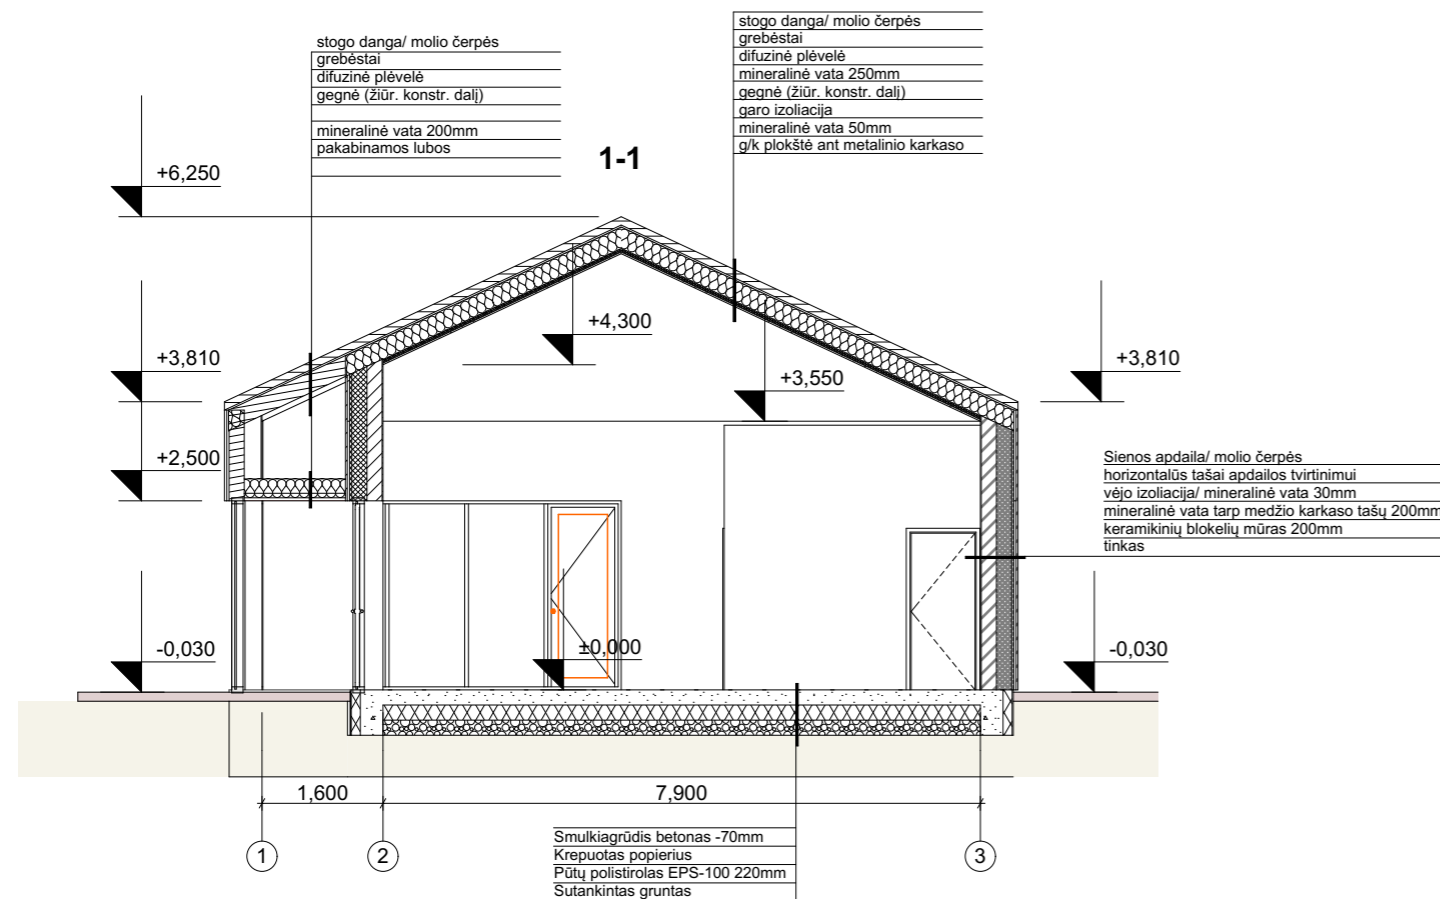 stogo danga/ molio čerpės
grebėstai
difuzinė plėvelė
gegnė (žiūr. konstr. dalį)
mineralinė vata 200mm
pakabinamos lubos
1-1
stogo danga/ molio čerpės
grebėstai
difuzinė plėvelė
mineralinė vata 250mm
gegnė (žiūr. konstr. dalį)
garo izoliacija
mineralinė vata 50mm
g/k plokštė ant metalinio karkaso
+6,250
+4,300
+3,810
+3,550
+3,810
+2,500
Sienos apdaila/ molio čerpės
horizontalūs tašai apdailos tvirtinimui
vėjo izoliacija/ mineralinė vata 30mm
mineralinė vata tarp medžio karkaso tašų 200mm
keramikinių blokelių mūras 200mm
tinkas
-0,030
±0,000
-0,030
1,600
7,900
1
2
3
Smulkiagrūdis betonas -70mm
Krepuotas popierius
Pūtų polistirolas EPS-100 220mm
Sutankintas gruntas